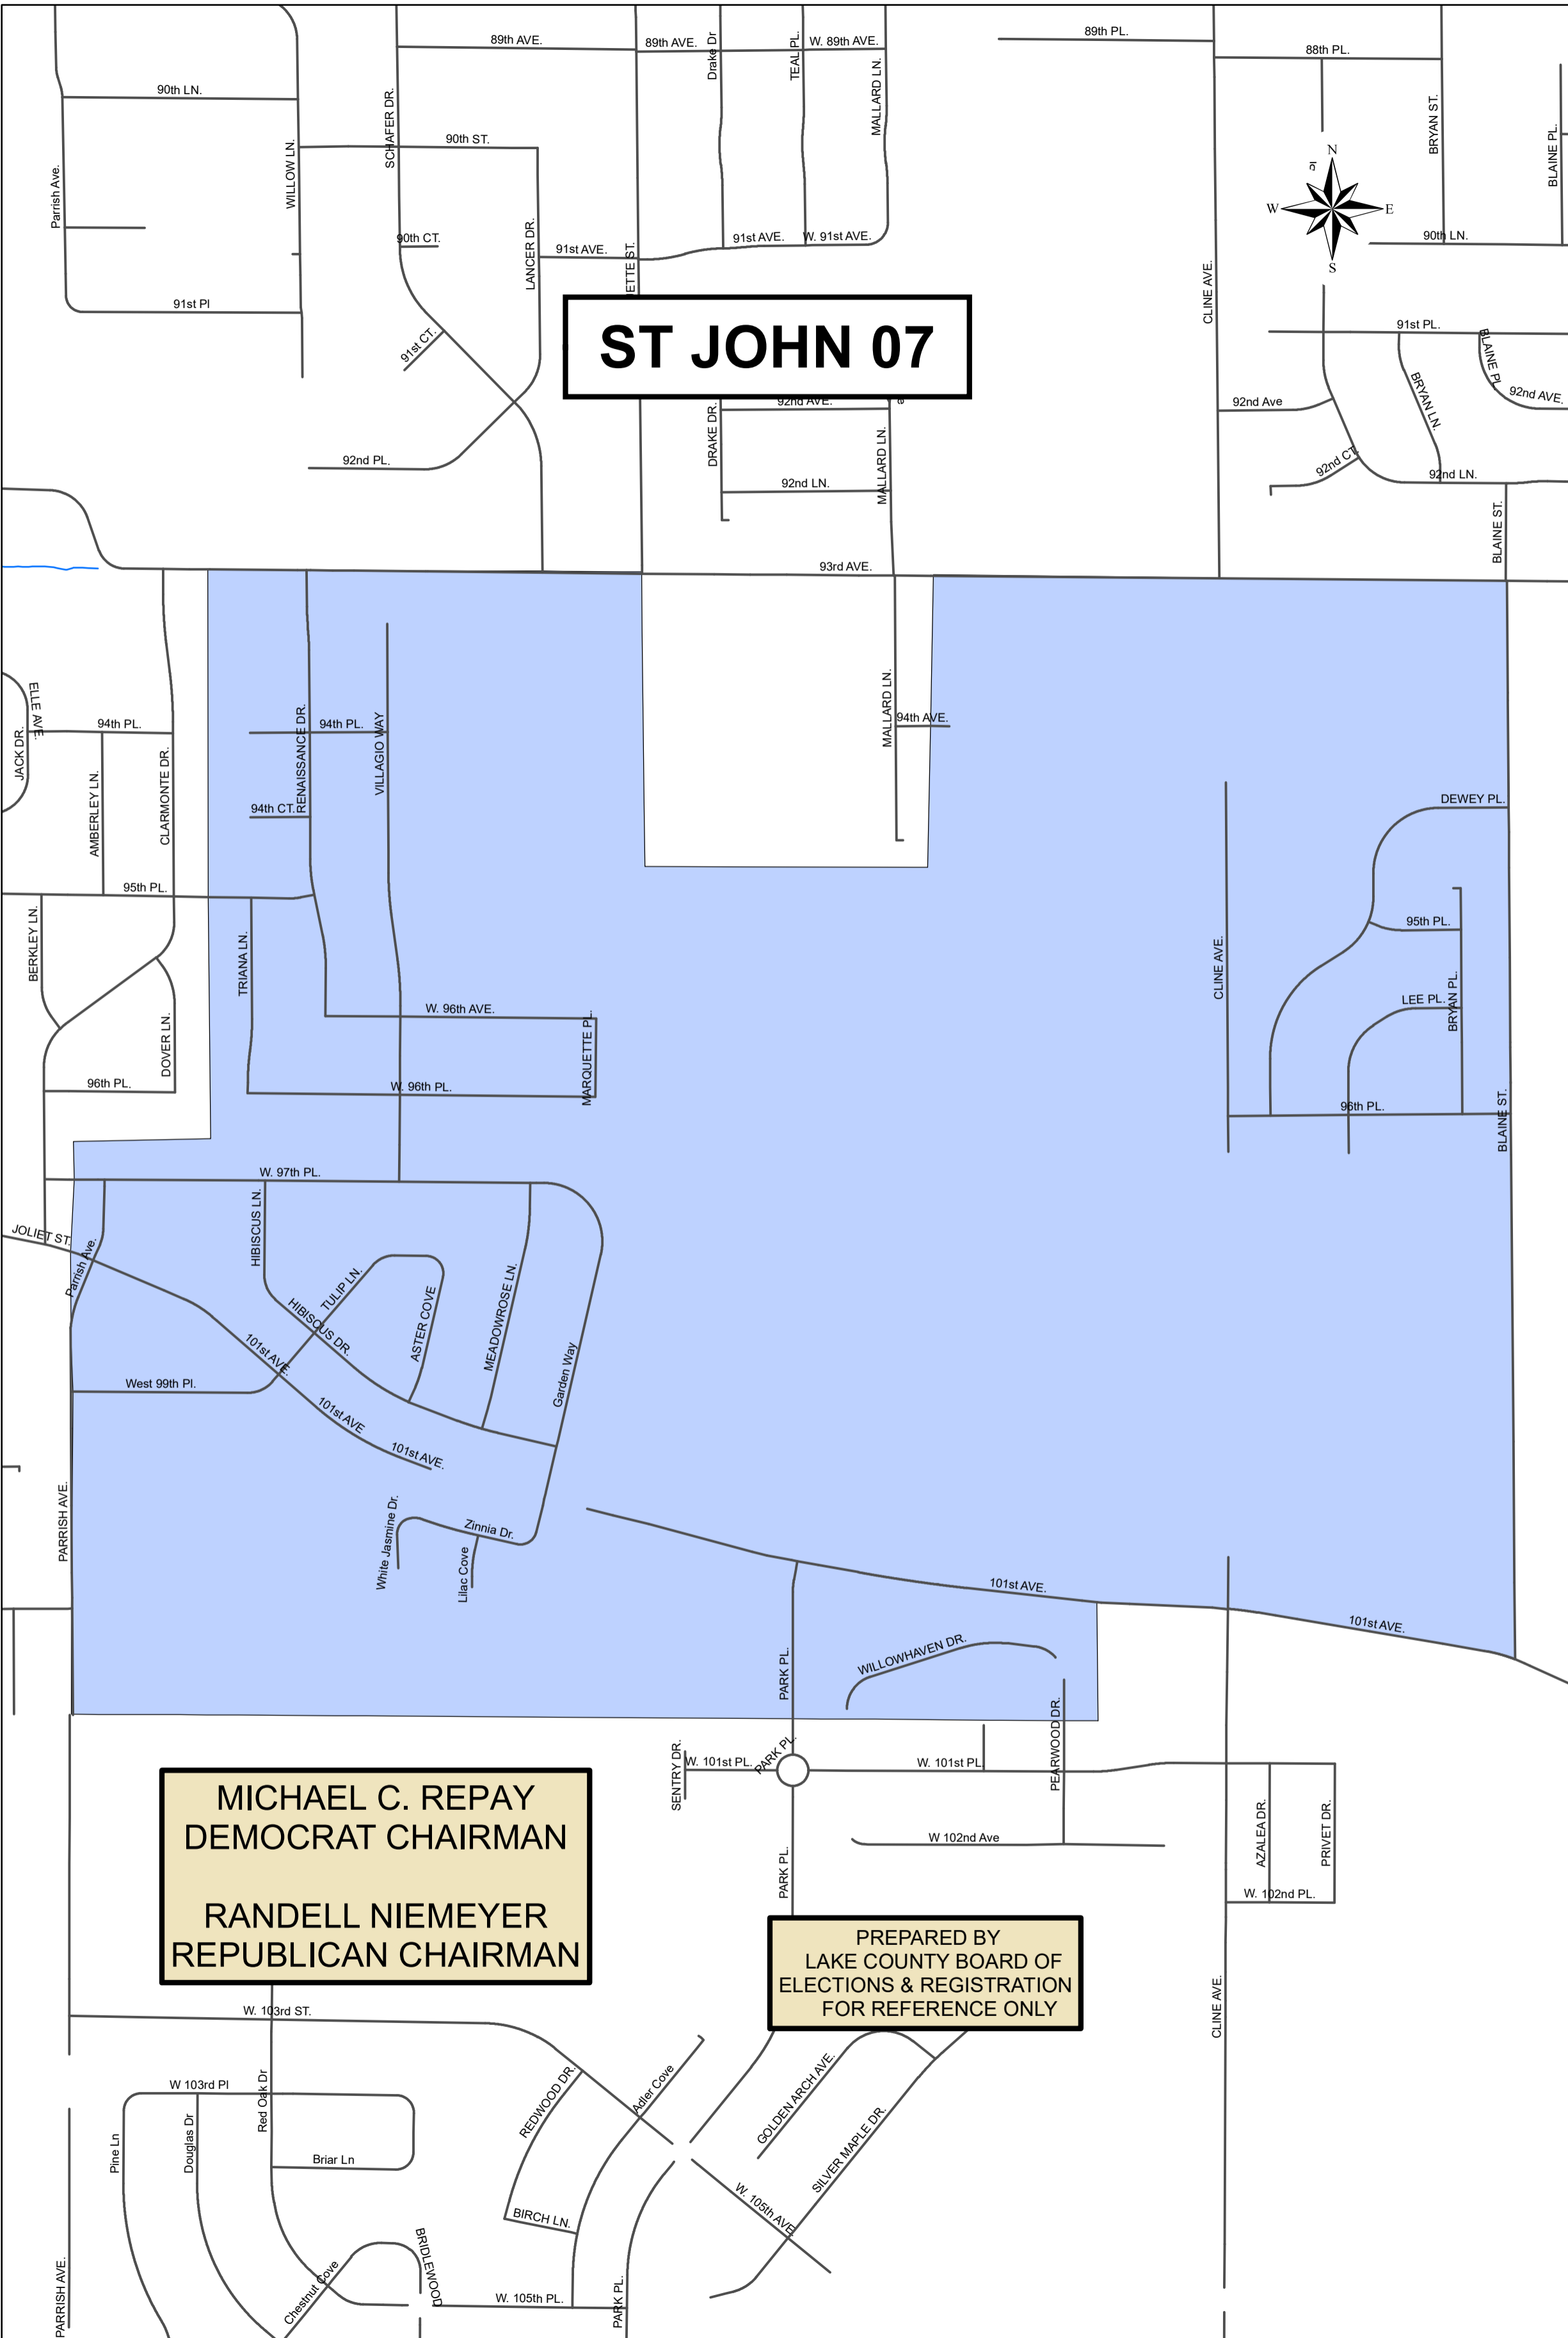 89th AVE.
89th AVE.
Drake Dr
TEAL PL.
W. 89th AVE.
MALLARD LN.
89th PL.
88th PL.
90th LN.
SCHAFER DR.
90th ST.
WILLOW LN.
Parrish Ave.
BRYAN ST.
BLAINE PL.
N
W
E
S
90th CT.
LANCER DR.
91st AVE.
91st AVE.
W. 91st AVE.
CLINE AVE.
90th LN.
91st Pl
91st CT.
ST JOHN 07
91st PL.
BLAINE PL.
BRYAN LN.
92nd AVE.
92nd AVE.
92nd Ave
92nd PL.
DRAKE DR.
92nd LN.
MALLARD LN.
92nd CT.
92nd LN.
BLAINE ST.
93rd AVE.
ELLE AVE.
JACK DR.
94th PL.
AMBERLEY LN.
CLARMONTE DR.
RENAISSANCE DR.
94th PL.
VILLAGIO WAY
94th CT.
MALLARD LN.
94th AVE.
DEWEY PL.
95th PL.
BERKLEY LN.
TRIANA LN.
CLINE AVE.
95th PL.
LEE PL.
BRYAN PL.
W. 96th AVE.
MARQUETTE PL.
DOVER LN.
96th PL.
W. 96th PL.
96th PL.
BLAINE ST.
W. 97th PL.
JOLIET ST.
Parrish Ave.
HIBISCUS LN.
TULIP LN.
HIBISCUS DR.
ASTER COVE
MEADOWROSE LN.
Garden Way
101st AVE.
West 99th Pl.
101st AVE
101st AVE.
PARRISH AVE.
White Jasmine Dr.
Zinnia Dr.
Lilac Cove
101st AVE.
101st AVE.
PARK PL.
WILLOWHAVEN DR.
PEARWOOD DR.
SENTRY DR.
W. 101st PL.
PARK PL.
W. 101st PL.
MICHAEL C. REPAY
DEMOCRAT CHAIRMAN
RANDELL NIEMEYER
REPUBLICAN CHAIRMAN
W 102nd Ave
PARK PL.
AZALEA DR.
PRIVET DR.
W. 102nd PL.
PREPARED BY
LAKE COUNTY BOARD OF
ELECTIONS & REGISTRATION
FOR REFERENCE ONLY
CLINE AVE.
W. 103rd ST.
W 103rd Pl
Red Oak Dr
Pine Ln
Douglas Dr
Briar Ln
REDWOOD DR.
Adler Cove
GOLDEN ARCH AVE.
SILVER MAPLE DR.
W. 105th AVE.
BIRCH LN.
BRIDLEWOOD
Chestnut Cove
W. 105th PL.
PARK PL.
PARRISH AVE.